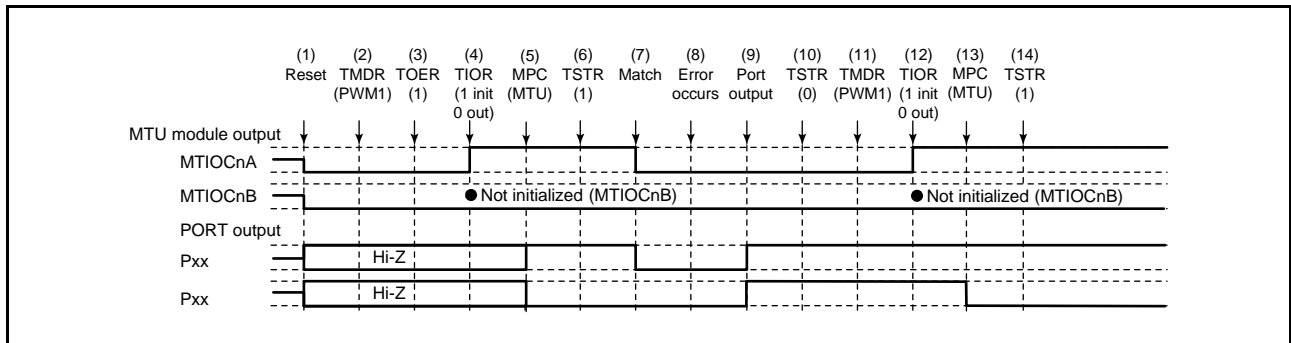 (1) (2) (3) (4) (5) (6) (7) (8) (9) (10) (11) (12) (13) (14)
Reset TMDR TOER TIOR MPC TSTR Match Error Port TSTR TMDR TIOR MPC TSTR
(PWM1) (1) (1 init (MTU) (1) occurs output (0) (PWM1) (1 init (MTU) (1)
0 out) 0 out)
MTU module output
MTIOCnA
MTIOCnB ● Not initialized (MTIOCnB) ● Not initialized (MTIOCnB)
PORT output
Pxx Hi-Z
Pxx Hi-Z